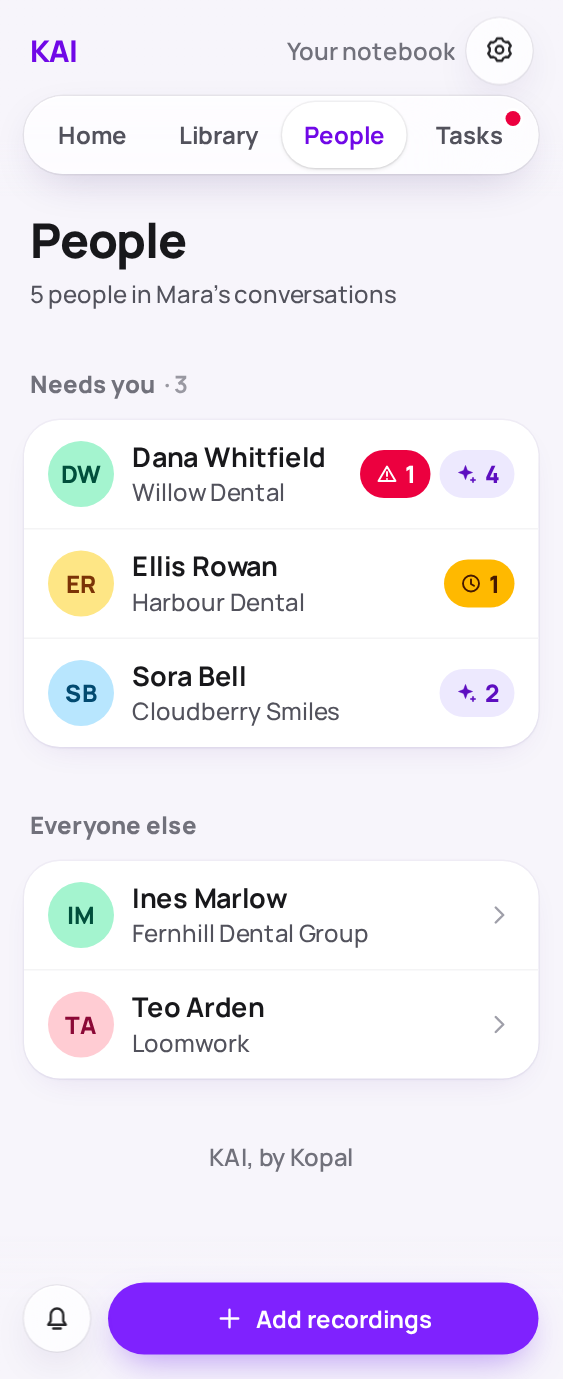 KAI
Your notebook
Home Library People Tasks
People
5 people in Mara’s conversations
Needs you · 3
DW Dana Whitfield 1 4
Willow Dental
ER Ellis Rowan 1
Harbour Dental
SB Sora Bell 2
Cloudberry Smiles
Everyone else
IM Ines Marlow
Fernhill Dental Group
TA Teo Arden
Loomwork
KAI, by Kopal
Add recordings